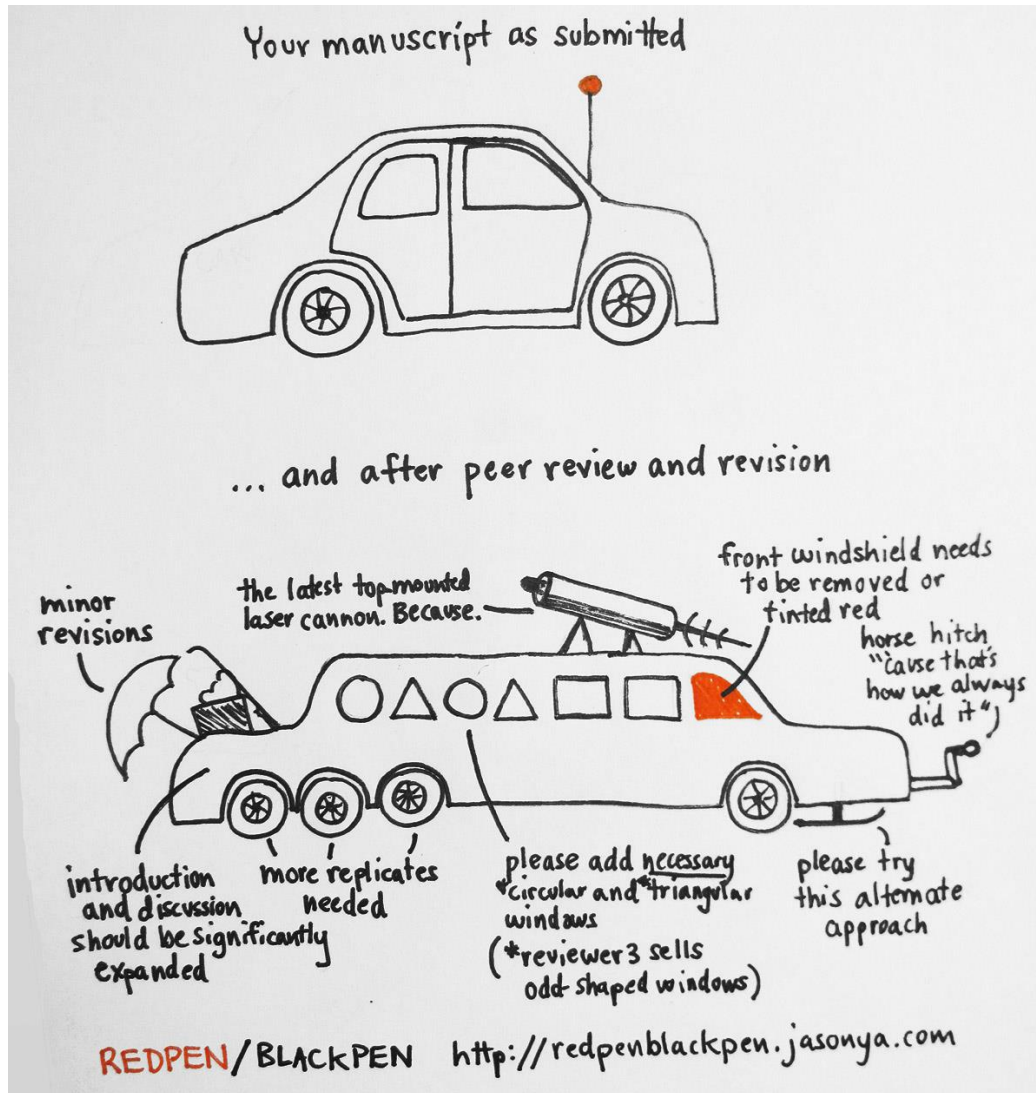 Your manuscript as submitted
... and after peer review and revision
minor
revisions
the latest top-mounted
laser cannon. Because.
front windshield needs
to be removed or
tinted red
horse hitch
"'cause that's
how we always
did it")
introduction
and discussion
should be significantly
expanded
more replicates
needed
please add necessary
*circular and *triangular
windows
(*reviewer 3 sells
odd-shaped windows)
please try
this alternate
approach
REDPEN/BLACKPEN http://redpenblackpen.jasonya.com